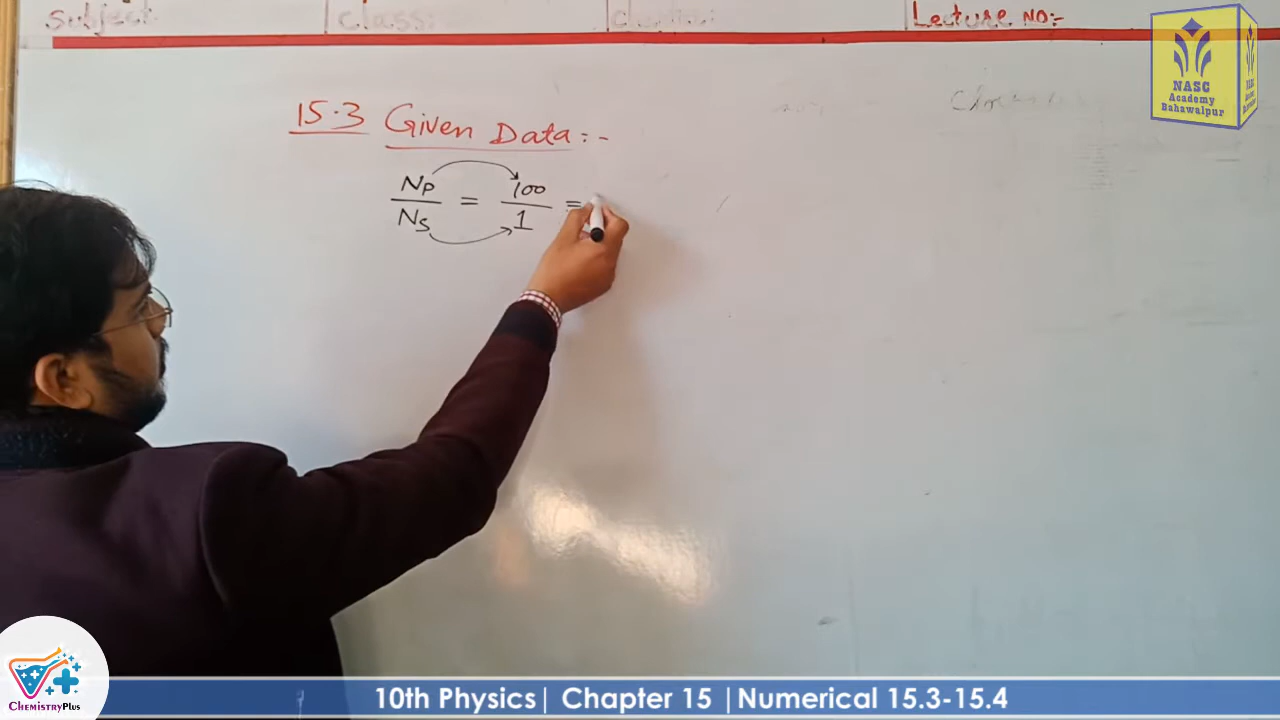 Subject: Class: Lecture NO:-
NASC
Academy
Bahawalpur
15.3 Given Data:-
NP/NS = 100/1 =
ChemistryPlus
10th Physics| Chapter 15 |Numerical 15.3-15.4